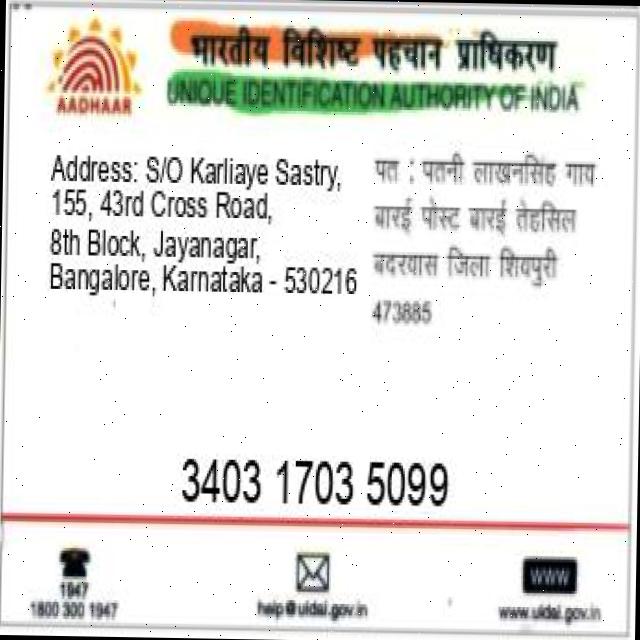 भारतीय विशिष्ट पहचान प्राधिकरण
AADHAAR
UNIQUE IDENTIFICATION AUTHORITY OF INDIA
Address: S/O Karliaye Sastry,
155, 43rd Cross Road,
8th Block, Jayanagar,
Bangalore, Karnataka - 530216
पत : पतनी लाखनसिंह गाय
बारई पोस्ट बारई तेहसिल
बदरवास जिला शिवपुरी
473885
3403 1703 5099
1947
1800 300 1947
help@uidai.gov.in
WWW
www.uidai.gov.in